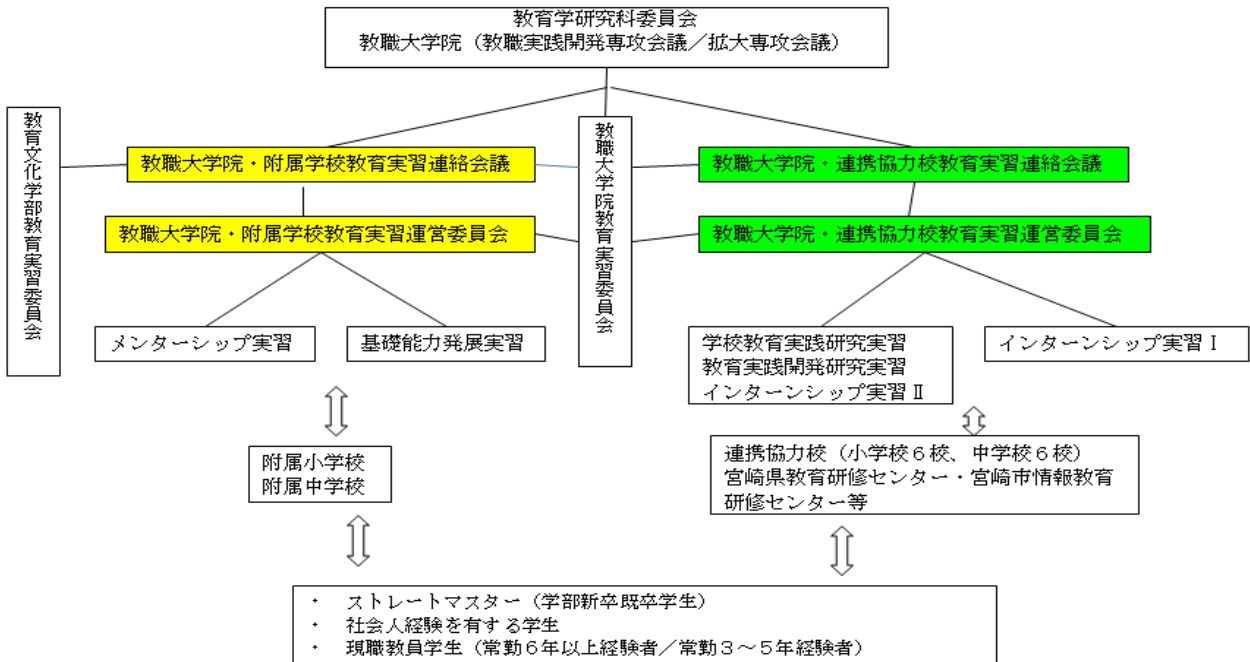 教育学研究科委員会
教職大学院（教職実践開発専攻会議／拡大専攻会議）
教育文化学部教育実習委員会
教職大学院・附属学校教育実習連絡会議
教職大学院教育実習委員会
教職大学院・連携協力校教育実習連絡会議
教職大学院・附属学校教育実習運営委員会
教職大学院・連携協力校教育実習運営委員会
メンターシップ実習
基礎能力発展実習
学校教育実践研究実習
教育実践開発研究実習
インターンシップ実習Ⅱ
インターンシップ実習Ⅰ
附属小学校
附属中学校
連携協力校（小学校６校、中学校６校）
宮崎県教育研修センター・宮崎市情報教育
研修センター等
・ ストレートマスター（学部新卒既卒学生）
・ 社会人経験を有する学生
・ 現職教員学生（常勤６年以上経験者／常勤３～５年経験者）